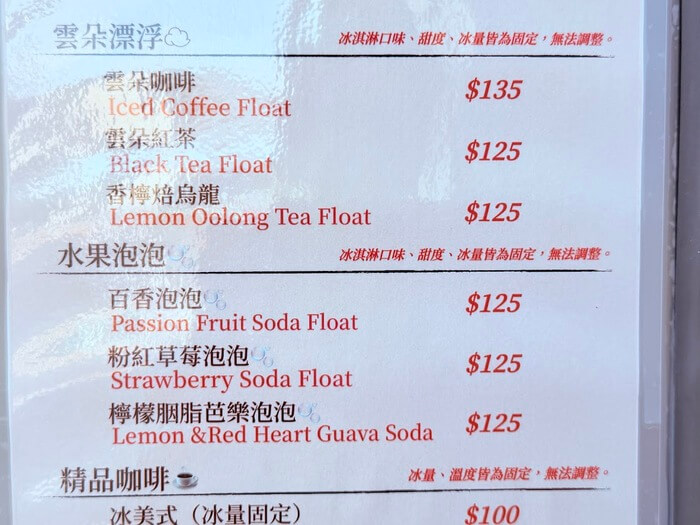 雲朵漂浮
冰淇淋口味、甜度、冰量皆為固定，無法調整。
雲朵咖啡
Iced Coffee Float
$135
雲朵紅茶
Black Tea Float
$125
香檸焙烏龍
Lemon Oolong Tea Float
$125
水果泡泡
冰淇淋口味、甜度、冰量皆為固定，無法調整。
百香泡泡
Passion Fruit Soda Float
$125
粉紅草莓泡泡
Strawberry Soda Float
$125
檸檬胭脂芭樂泡泡
Lemon &Red Heart Guava Soda
$125
精品咖啡
冰量、溫度皆為固定，無法調整。
冰美式（冰量固定）
$100